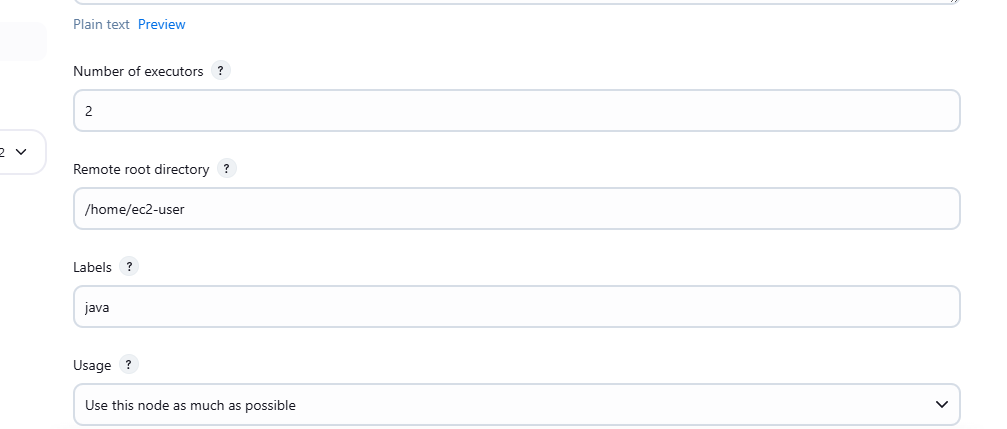 Plain text Preview
Number of executors ?
2
2
Remote root directory ?
/home/ec2-user
Labels ?
java
Usage ?
Use this node as much as possible